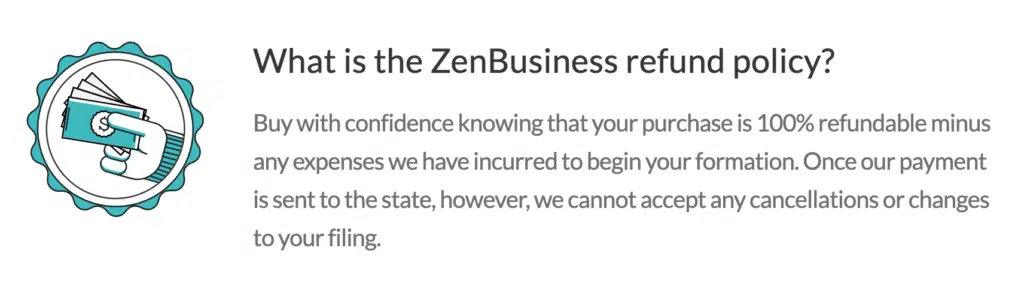 What is the ZenBusiness refund policy?
Buy with confidence knowing that your purchase is 100% refundable minus
any expenses we have incurred to begin your formation. Once our payment
is sent to the state, however, we cannot accept any cancellations or changes
to your filing.
$